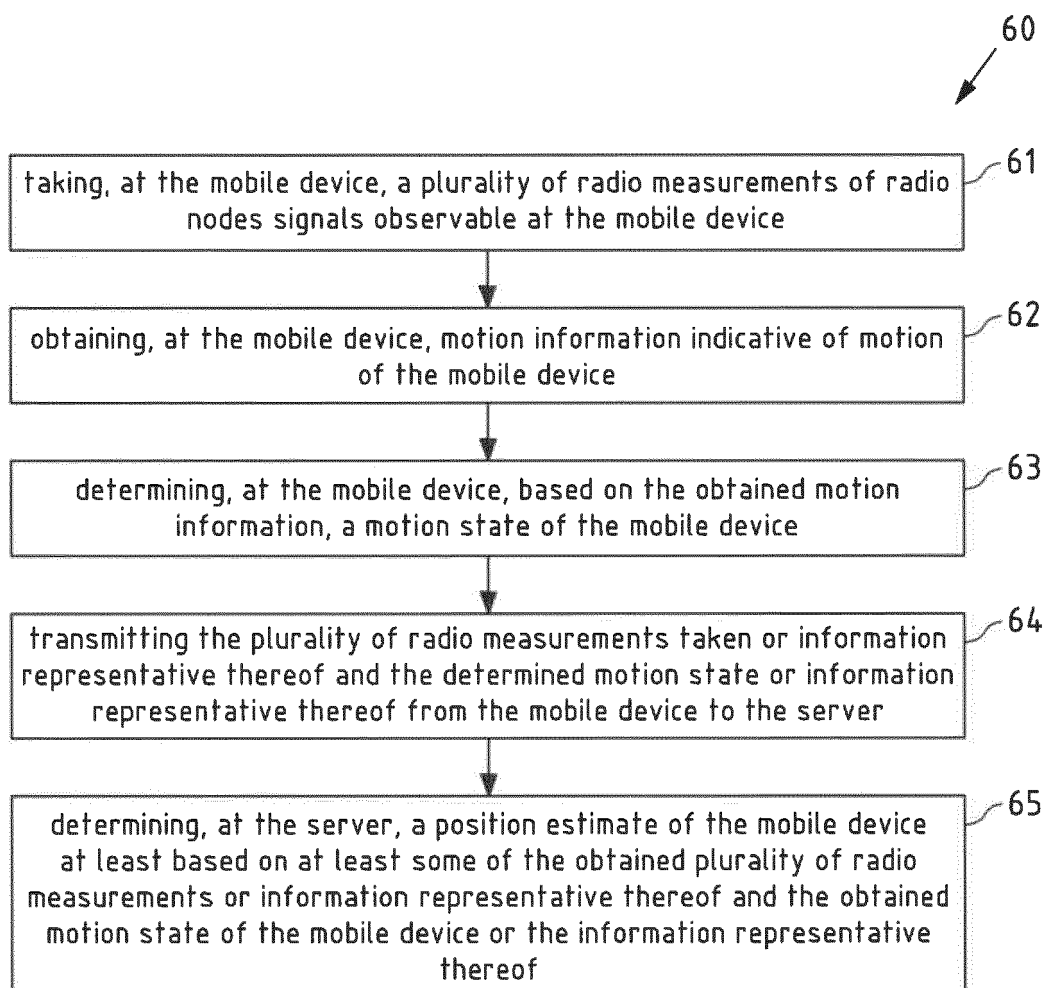 60
taking, at the mobile device, a plurality of radio measurements of radio
nodes signals observable at the mobile device
61
obtaining, at the mobile device, motion information indicative of motion
of the mobile device
62
determining, at the mobile device, based on the obtained motion
information, a motion state of the mobile device
63
transmitting the plurality of radio measurements taken or information
representative thereof and the determined motion state or information
representative thereof from the mobile device to the server
64
determining, at the server, a position estimate of the mobile device
at least based on at least some of the obtained plurality of radio
measurements or information representative thereof and the obtained
motion state of the mobile device or the information representative
thereof
65